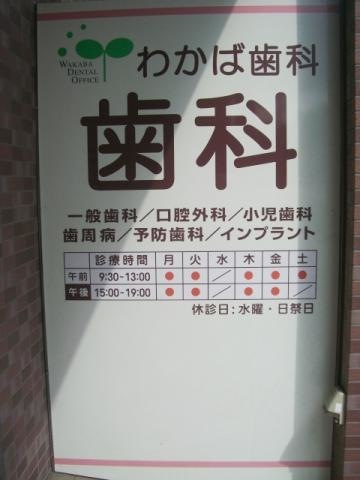 WAKABA
DENTAL
OFFICE
わかば歯科
歯科
一般歯科／口腔外科／小児歯科
歯周病／予防歯科／インプラント
診療時間 月 火 水 木 金 土
午前 9:30-13:00 ● ● ／ ● ● ●
午後 15:00-19:00 ● ● ／ ● ● ／
休診日:水曜・日祭日